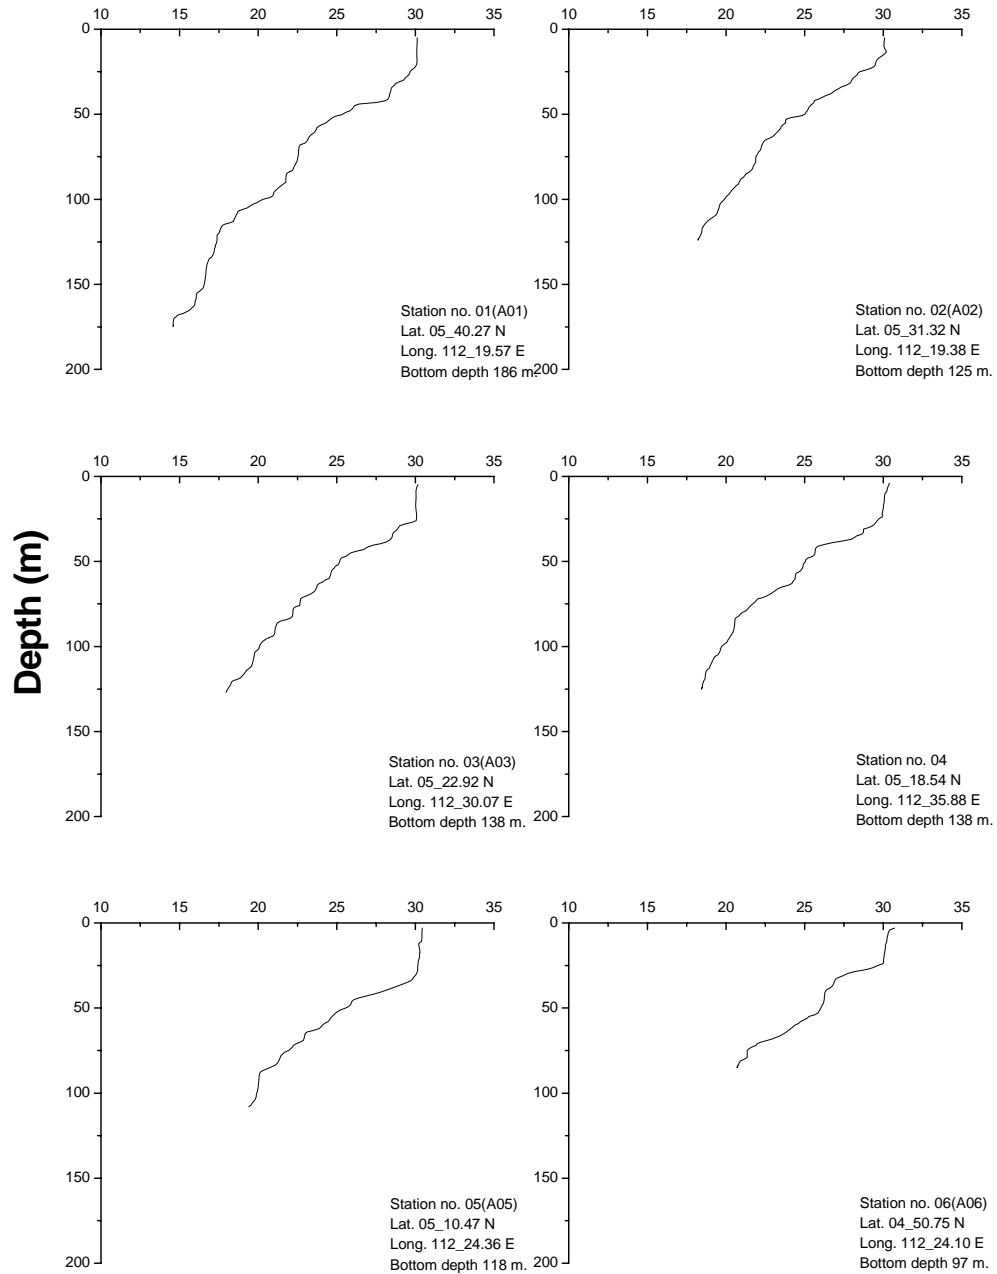 10 15 20 25 30 35
0
50
100
150
200
Station no. 01(A01)
Lat. 05_40.27 N
Long. 112_19.57 E
Bottom depth 186 m.
10 15 20 25 30 35
0
50
100
150
200
Station no. 02(A02)
Lat. 05_31.32 N
Long. 112_19.38 E
Bottom depth 125 m.
Depth (m)
10 15 20 25 30 35
0
50
100
150
200
Station no. 03(A03)
Lat. 05_22.92 N
Long. 112_30.07 E
Bottom depth 138 m.
10 15 20 25 30 35
0
50
100
150
200
Station no. 04
Lat. 05_18.54 N
Long. 112_35.88 E
Bottom depth 138 m.
10 15 20 25 30 35
0
50
100
150
200
Station no. 05(A05)
Lat. 05_10.47 N
Long. 112_24.36 E
Bottom depth 118 m.
10 15 20 25 30 35
0
50
100
150
200
Station no. 06(A06)
Lat. 04_50.75 N
Long. 112_24.10 E
Bottom depth 97 m.